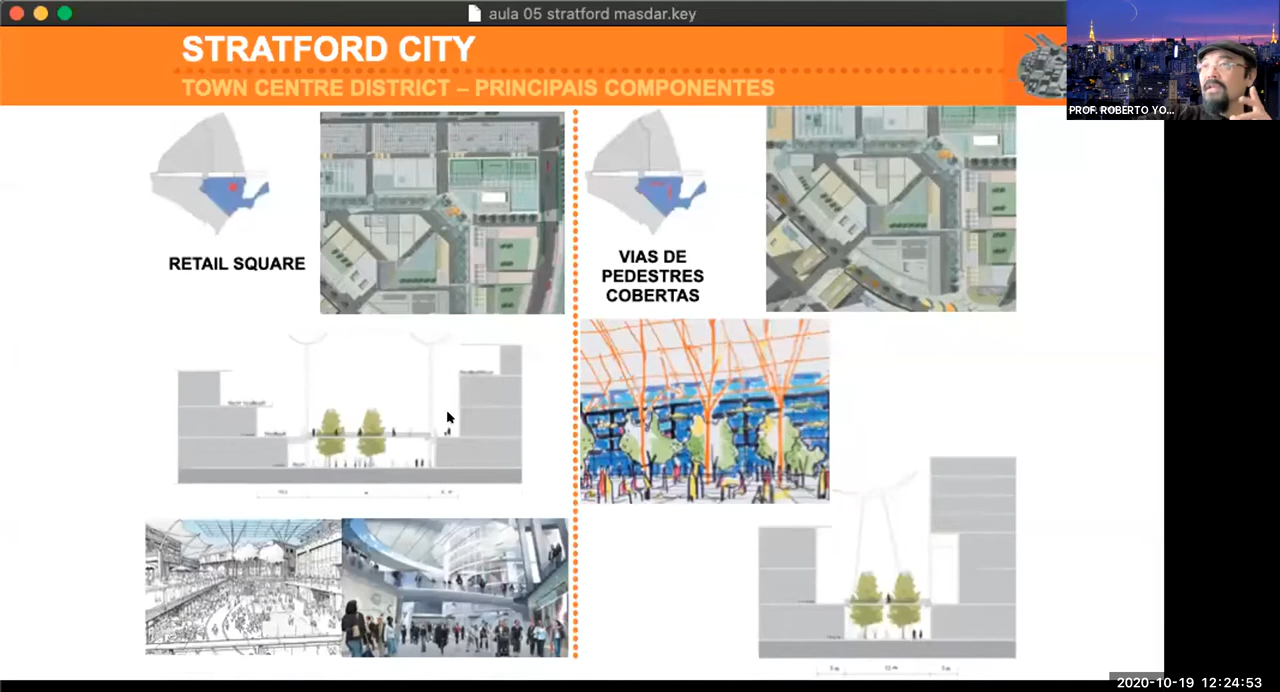 aula 05 stratford masdar.key
STRATFORD CITY
TOWN CENTRE DISTRICT – PRINCIPAIS COMPONENTES
PROF. ROBERTO YO...
RETAIL SQUARE
VIAS DE
PEDESTRES
COBERTAS
2020-10-19 12:24:53